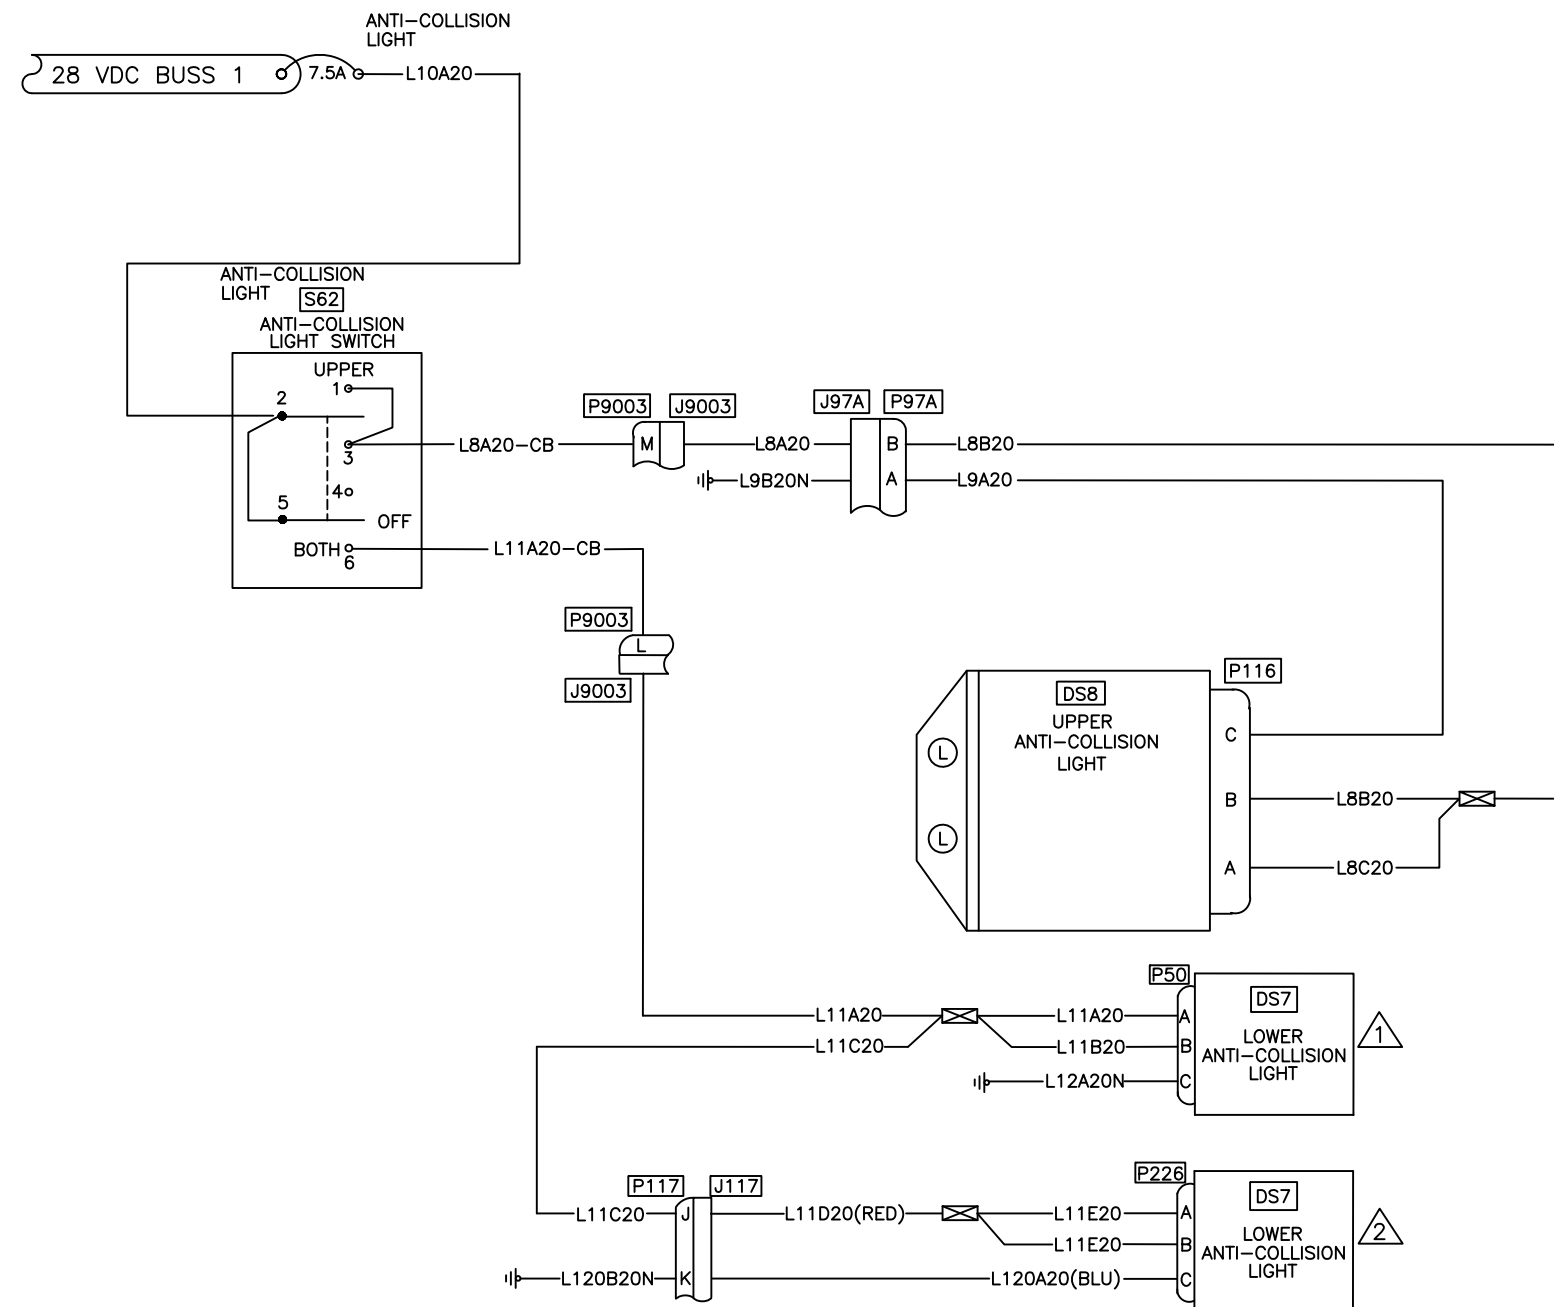 ANTI-COLLISION
LIGHT
28 VDC BUSS 1
7.5A
L10A20
ANTI-COLLISION
LIGHT
S62
ANTI-COLLISION
LIGHT SWITCH
UPPER
1
2
3
4
5
OFF
BOTH
6
L8A20-CB
P9003
J9003
M
L8A20
J97A
P97A
B
L8B20
L9B20N
A
L9A20
L11A20-CB
P9003
L
J9003
P116
DS8
UPPER
ANTI-COLLISION
LIGHT
L
L
C
B
L8B20
A
L8C20
P50
DS7
L11A20
L11A20
A
L11C20
L11B20
B
LOWER
ANTI-COLLISION
LIGHT
1
L12A20N
C
P117
J117
P226
DS7
L11C20
J
L11D20(RED)
L11E20
A
L11E20
B
LOWER
ANTI-COLLISION
LIGHT
2
L120B20N
K
L120A20(BLU)
C